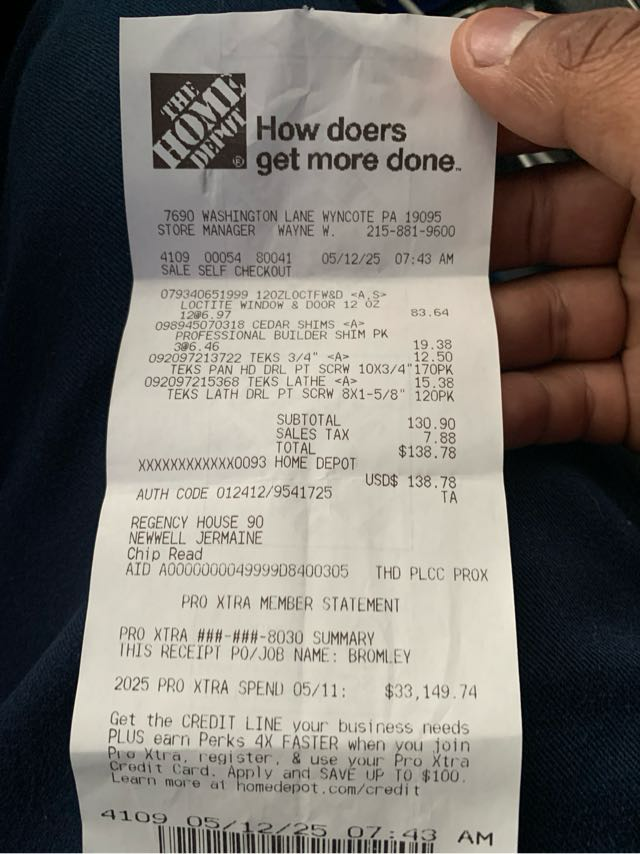 THE
HOME
DEPOT
®
How doers
get more done™
7690 WASHINGTON LANE WYNCOTE PA 19095
STORE MANAGER WAYNE W. 215-881-9600
4109 00054 80041 05/12/25 07:43 AM
SALE SELF CHECKOUT
079340651999 12OZLOCTFW&D <A,S>
LOCTITE WINDOW & DOOR 12 OZ
12@6.97 83.64
098945070318 CEDAR SHIMS <A>
PROFESSIONAL BUILDER SHIM PK
3@6.46 19.38
092097213722 TEKS 3/4" <A> 12.50
TEKS PAN HD DRL PT SCRW 10X3/4"170PK
092097215368 TEKS LATHE <A> 15.38
TEKS LATH DRL PT SCRW 8X1-5/8" 120PK
SUBTOTAL 130.90
SALES TAX 7.88
TOTAL $138.78
XXXXXXXXXXXX0093 HOME DEPOT
USD$ 138.78
AUTH CODE 012412/9541725 TA
REGENCY HOUSE 90
NEWWELL JERMAINE
Chip Read
AID A0000000049999D8400305 THD PLCC PROX
PRO XTRA MEMBER STATEMENT
PRO XTRA ###-###-8030 SUMMARY
THIS RECEIPT PO/JOB NAME: BROMLEY
2025 PRO XTRA SPEND 05/11: $33,149.74
Get the CREDIT LINE your business needs
PLUS earn Perks 4X FASTER when you join
Pro Xtra, register, & use your Pro Xtra
Credit Card. Apply and SAVE UP TO $100.
Learn more at homedepot.com/credit
4109 05/12/25 07:43 AM